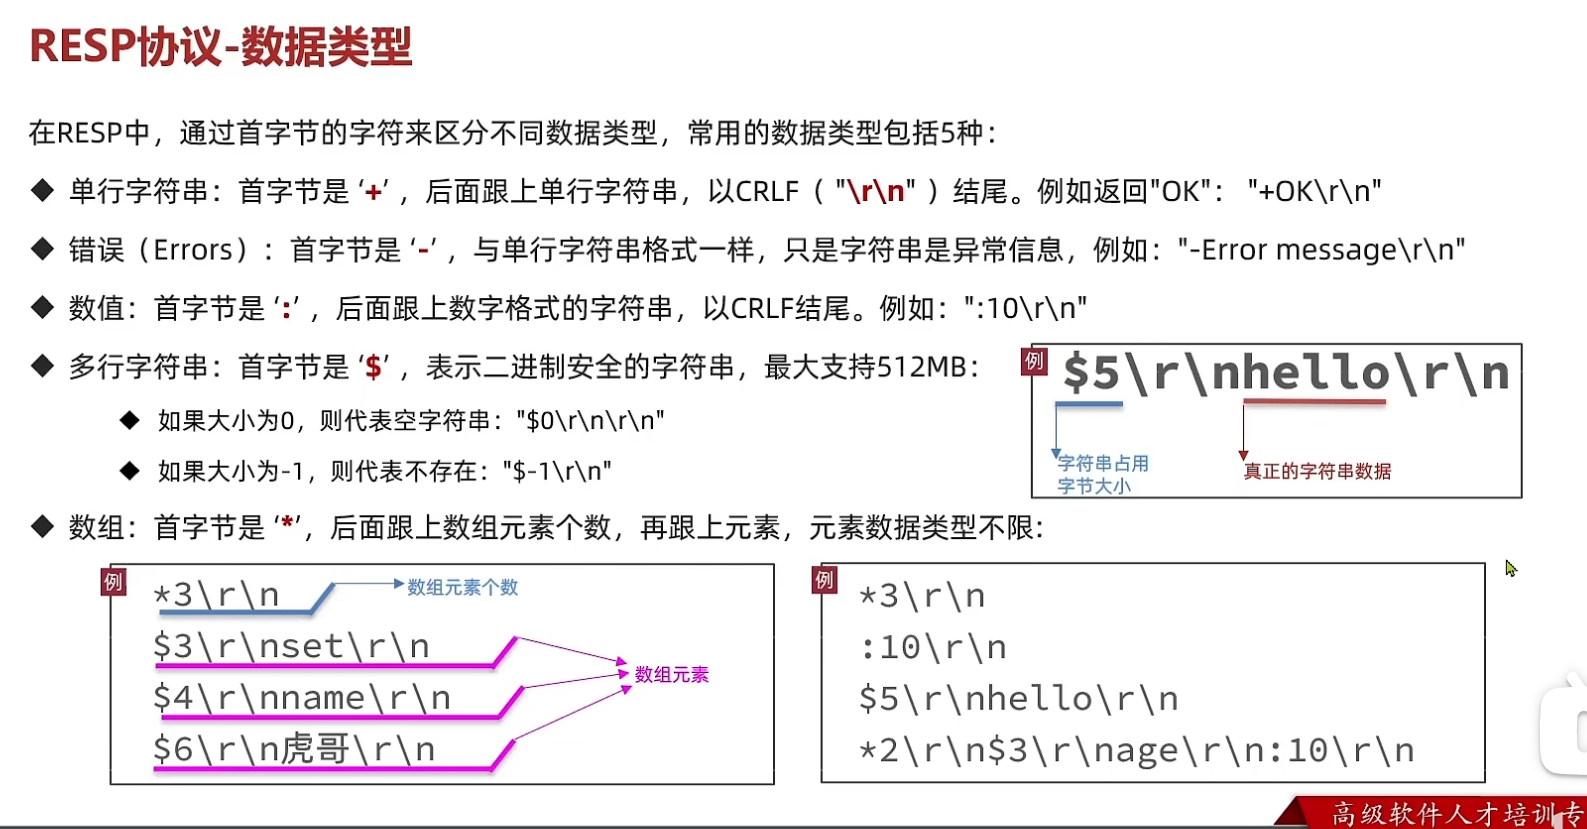 RESP协议-数据类型
在RESP中，通过首字节的字符来区分不同数据类型，常用的数据类型包括5种：
◆ 单行字符串：首字节是 ‘+’ ，后面跟上单行字符串，以CRLF（ "\r\n" ）结尾。例如返回"OK"： "+OK\r\n"
◆ 错误（Errors）：首字节是 ‘-’ ，与单行字符串格式一样，只是字符串是异常信息，例如："-Error message\r\n"
◆ 数值：首字节是 ‘:’ ，后面跟上数字格式的字符串，以CRLF结尾。例如：":10\r\n"
◆ 多行字符串：首字节是 ‘$’ ，表示二进制安全的字符串，最大支持512MB：
◆ 如果大小为0，则代表空字符串："$0\r\n\r\n"
◆ 如果大小为-1，则代表不存在："$-1\r\n"
例
$5\r\nhello\r\n
字符串占用
字节大小
真正的字符串数据
◆ 数组：首字节是 ‘*’，后面跟上数组元素个数，再跟上元素，元素数据类型不限：
例
*3\r\n
数组元素个数
$3\r\nset\r\n
$4\r\nname\r\n
$6\r\n虎哥\r\n
数组元素
例
*3\r\n
:10\r\n
$5\r\nhello\r\n
*2\r\n$3\r\nage\r\n:10\r\n
高级软件人才培训专